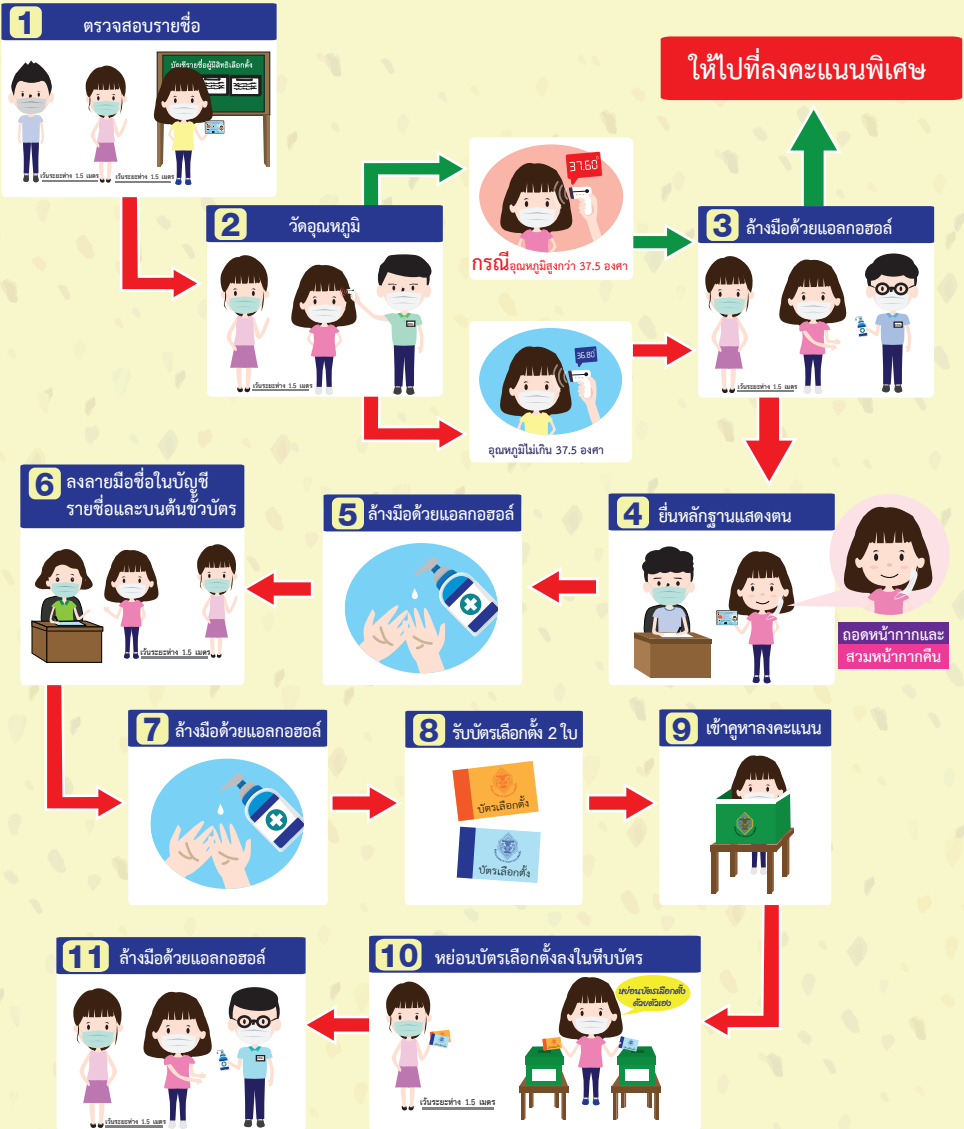 1 ตรวจสอบรายชื่อ
บัญชีรายชื่อผู้มีสิทธิเลือกตั้ง
เว้นระยะห่าง 1.5 เมตร
เว้นระยะห่าง 1.5 เมตร
ให้ไปที่ลงคะแนนพิเศษ
2 วัดอุณหภูมิ
เว้นระยะห่าง 1.5 เมตร
37.60
กรณีอุณหภูมิสูงกว่า 37.5 องศา
36.80
อุณหภูมิไม่เกิน 37.5 องศา
3 ล้างมือด้วยแอลกอฮอล์
เว้นระยะห่าง 1.5 เมตร
4 ยื่นหลักฐานแสดงตน
ถอดหน้ากากและ
สวมหน้ากากคืน
5 ล้างมือด้วยแอลกอฮอล์
6 ลงลายมือชื่อในบัญชี
รายชื่อและบนต้นขั้วบัตร
เว้นระยะห่าง 1.5 เมตร
7 ล้างมือด้วยแอลกอฮอล์
8 รับบัตรเลือกตั้ง 2 ใบ
บัตรเลือกตั้ง
บัตรเลือกตั้ง
9 เข้าคูหาลงคะแนน
10 หย่อนบัตรเลือกตั้งลงในหีบบัตร
หย่อนบัตรเลือกตั้ง
ด้วยตัวเอง
เว้นระยะห่าง 1.5 เมตร
11 ล้างมือด้วยแอลกอฮอล์
เว้นระยะห่าง 1.5 เมตร